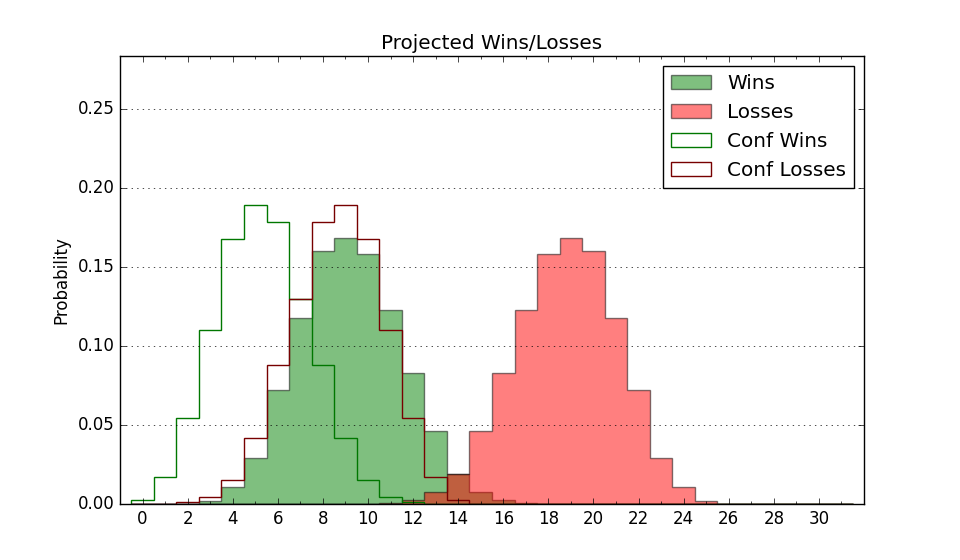 Projected Wins/Losses
Wins
Losses
Conf Wins
Conf Losses
Probability
0.25
0.20
0.15
0.10
0.05
0.00
0 2 4 6 8 10 12 14 16 18 20 22 24 26 28 30